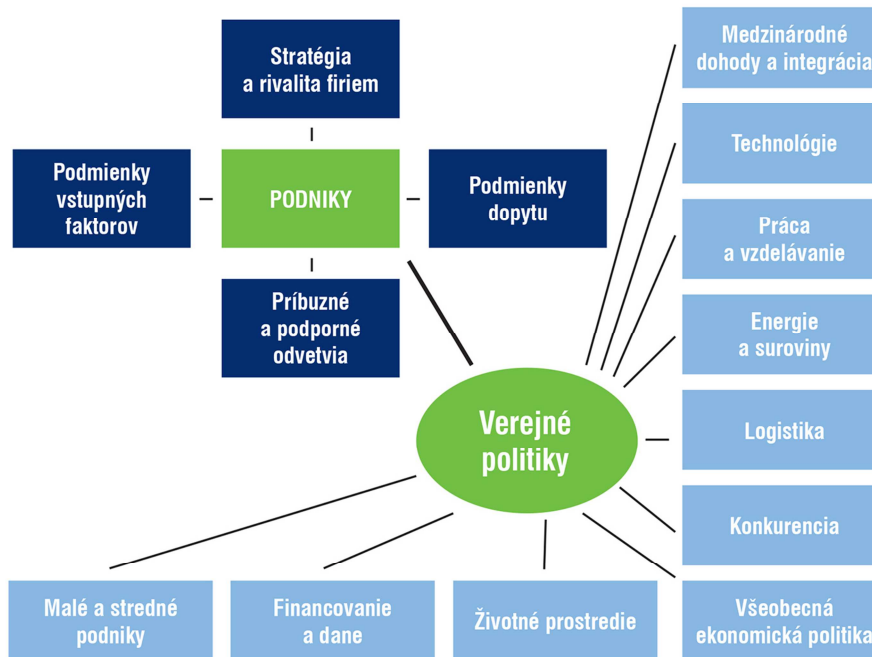 Stratégia
a rivalita firiem
Podmienky
vstupných
faktorov
PODNIKY
Podmienky
dopytu
Príbuzné
a podporné
odvetvia
Verejné
politiky
Medzinárodné
dohody a integrácia
Technológie
Práca
a vzdelávanie
Energie
a suroviny
Logistika
Konkurencia
Malé a stredné
podniky
Financovanie
a dane
Životné prostredie
Všeobecná
ekonomická politika